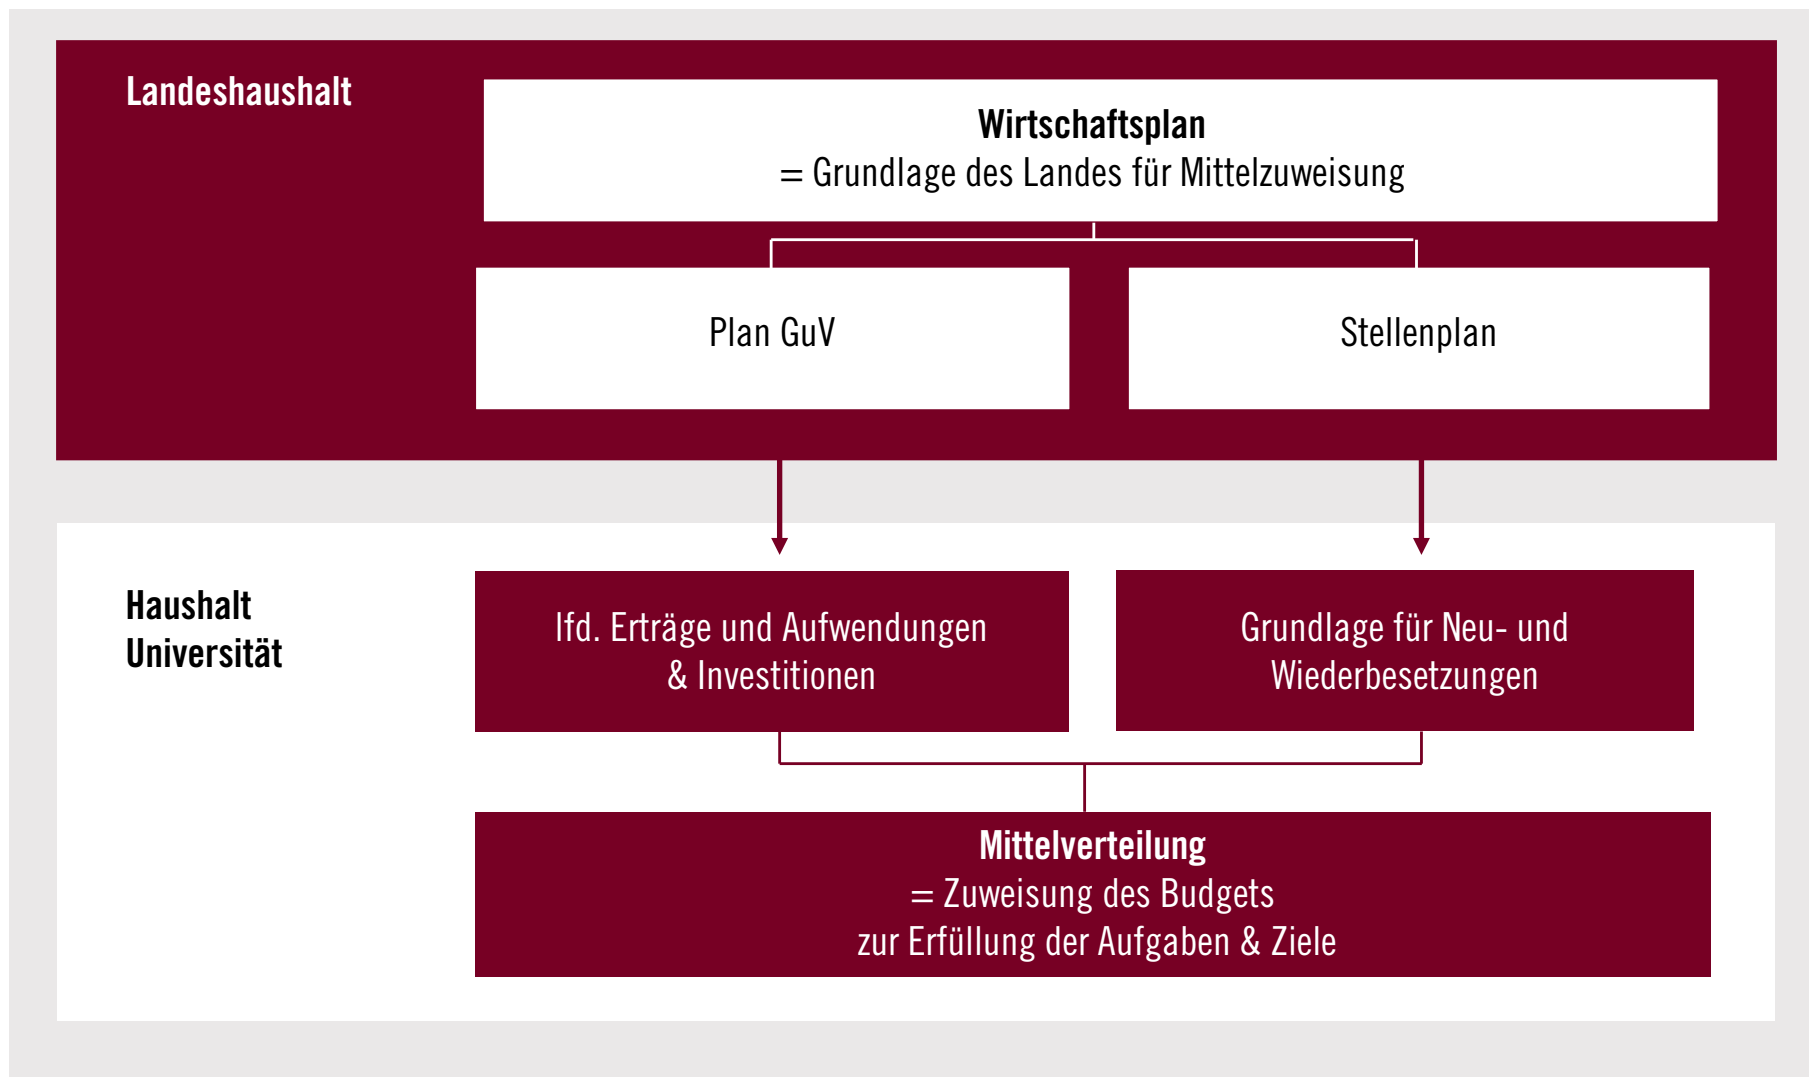 Landeshaushalt
Wirtschaftsplan
= Grundlage des Landes für Mittelzuweisung
Plan GuV
Stellenplan
Haushalt
Universität
lfd. Erträge und Aufwendungen
& Investitionen
Grundlage für Neu- und
Wiederbesetzungen
Mittelverteilung
= Zuweisung des Budgets
zur Erfüllung der Aufgaben & Ziele